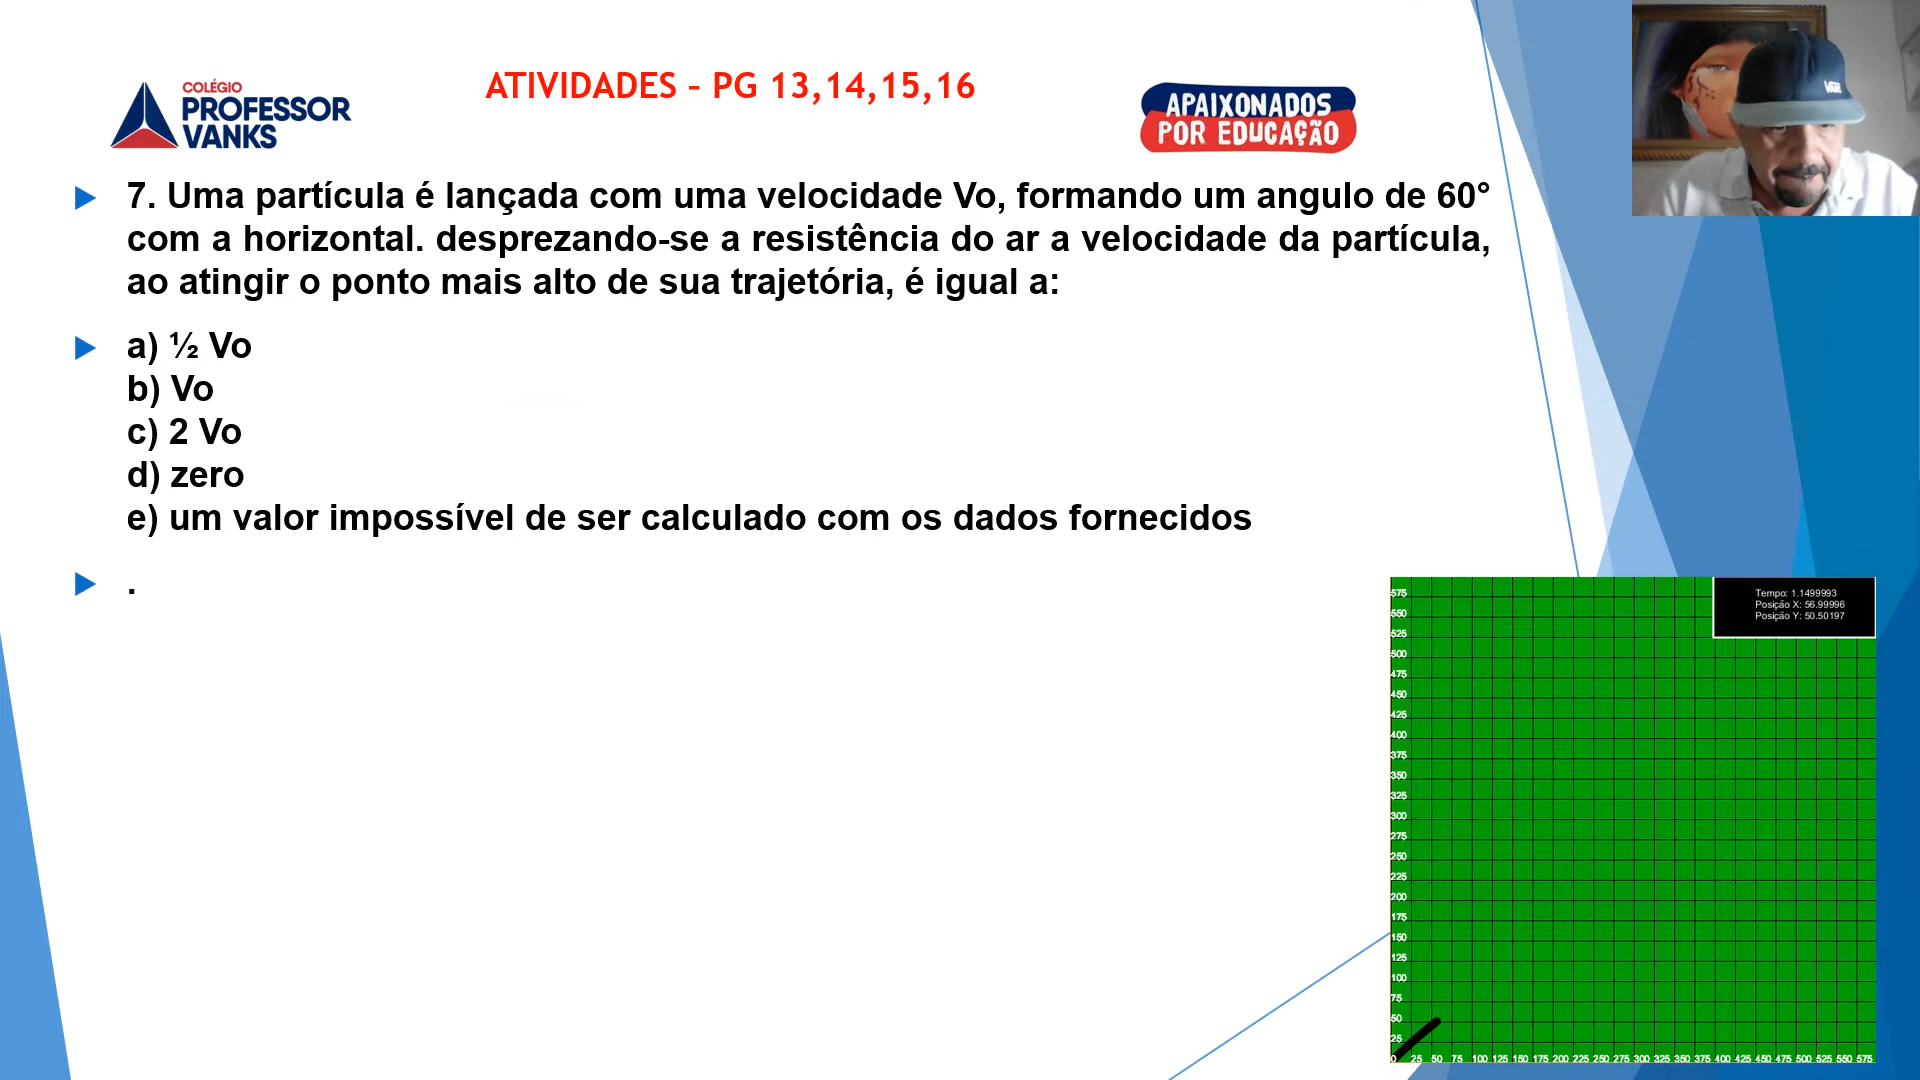 COLÉGIO
PROFESSOR
VANKS
ATIVIDADES – PG 13,14,15,16
APAIXONADOS
POR EDUCAÇÃO
7. Uma partícula é lançada com uma velocidade Vo, formando um angulo de 60°
com a horizontal. desprezando-se a resistência do ar a velocidade da partícula,
ao atingir o ponto mais alto de sua trajetória, é igual a:
a) ½ Vo
b) Vo
c) 2 Vo
d) zero
e) um valor impossível de ser calculado com os dados fornecidos
.
Tempo: 1.1499993
Posição X: 56.99996
Posição Y: 50.50197
575
550
525
500
475
450
425
400
375
350
325
300
275
250
225
200
175
150
125
100
75
50
25
0 25 50 75 100 125 150 175 200 225 250 275 300 325 350 375 400 425 450 475 500 525 550 575